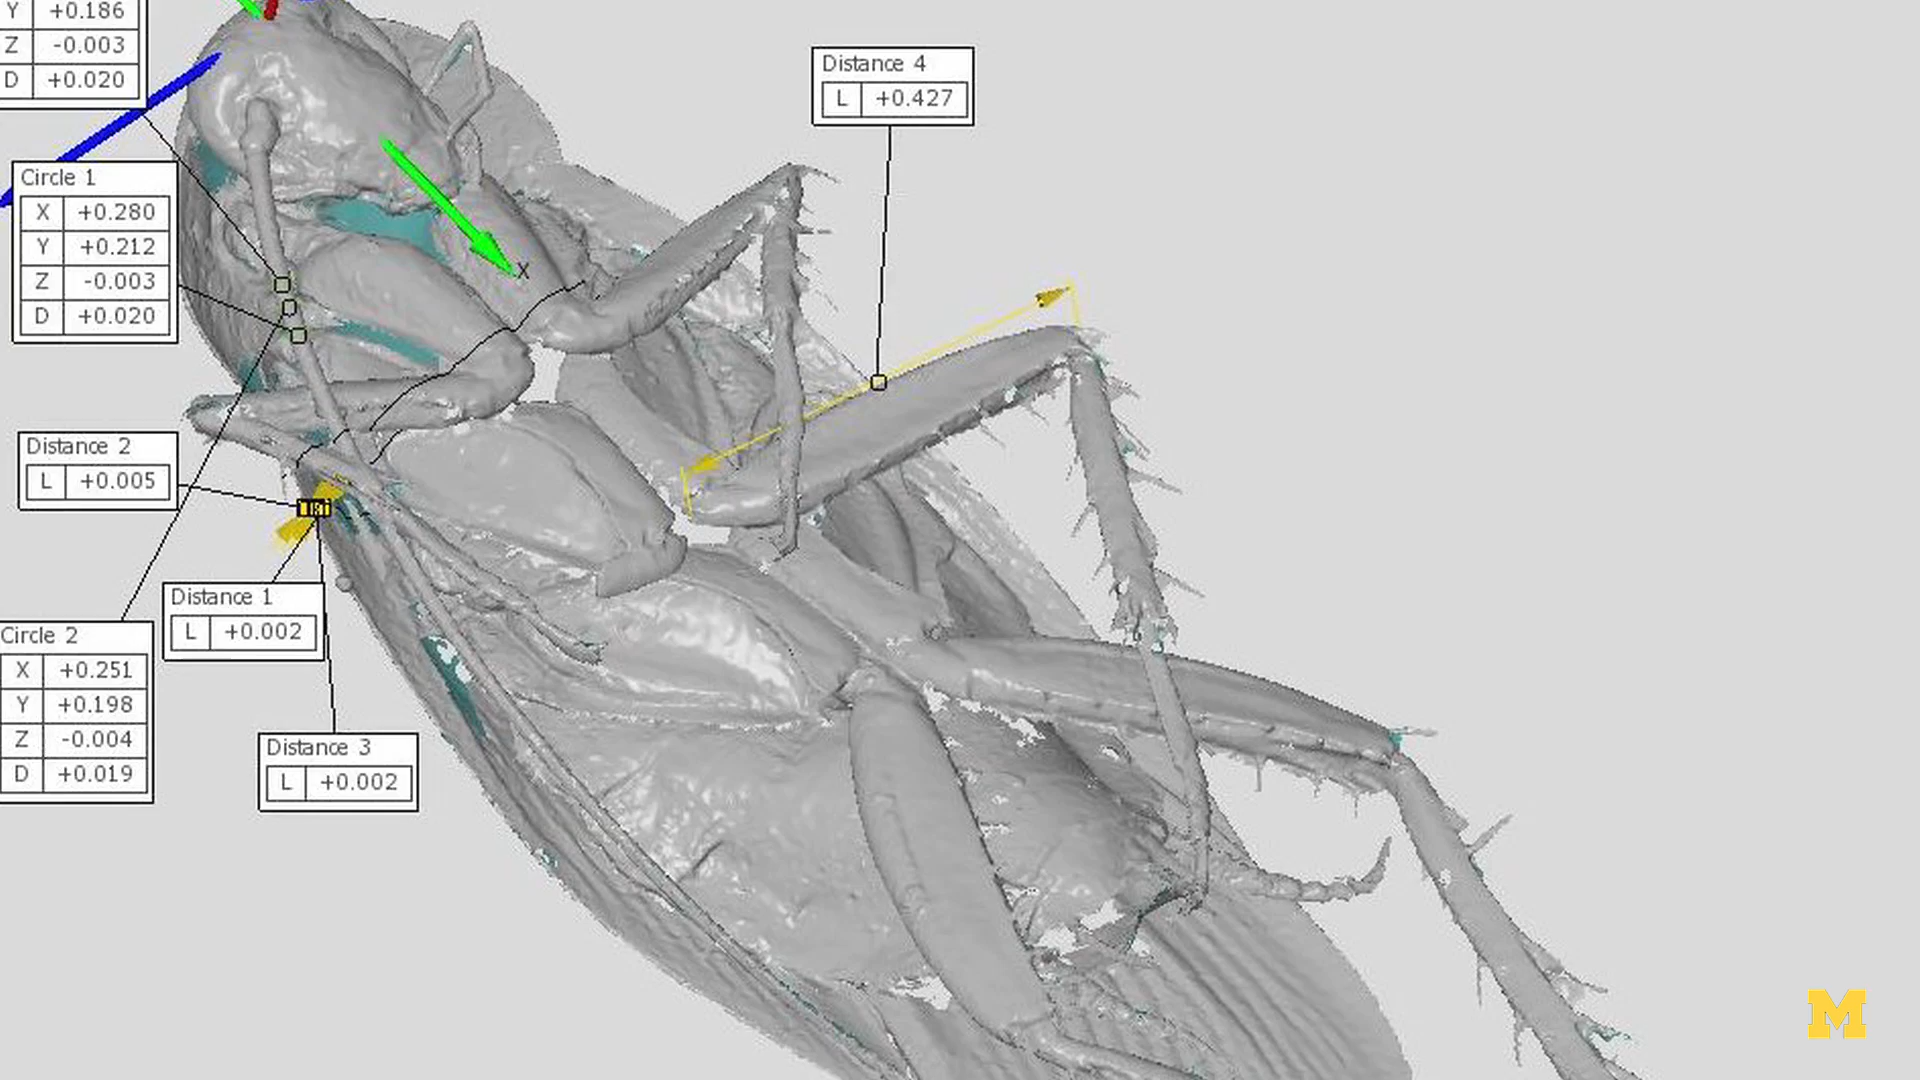 Y +0.186
Z -0.003
D +0.020
Distance 4
L +0.427
Circle 1
X +0.280
Y +0.212
Z -0.003
D +0.020
X
Distance 2
L +0.005
Distance 1
L +0.002
Circle 2
X +0.251
Y +0.198
Z -0.004
D +0.019
Distance 3
L +0.002
M